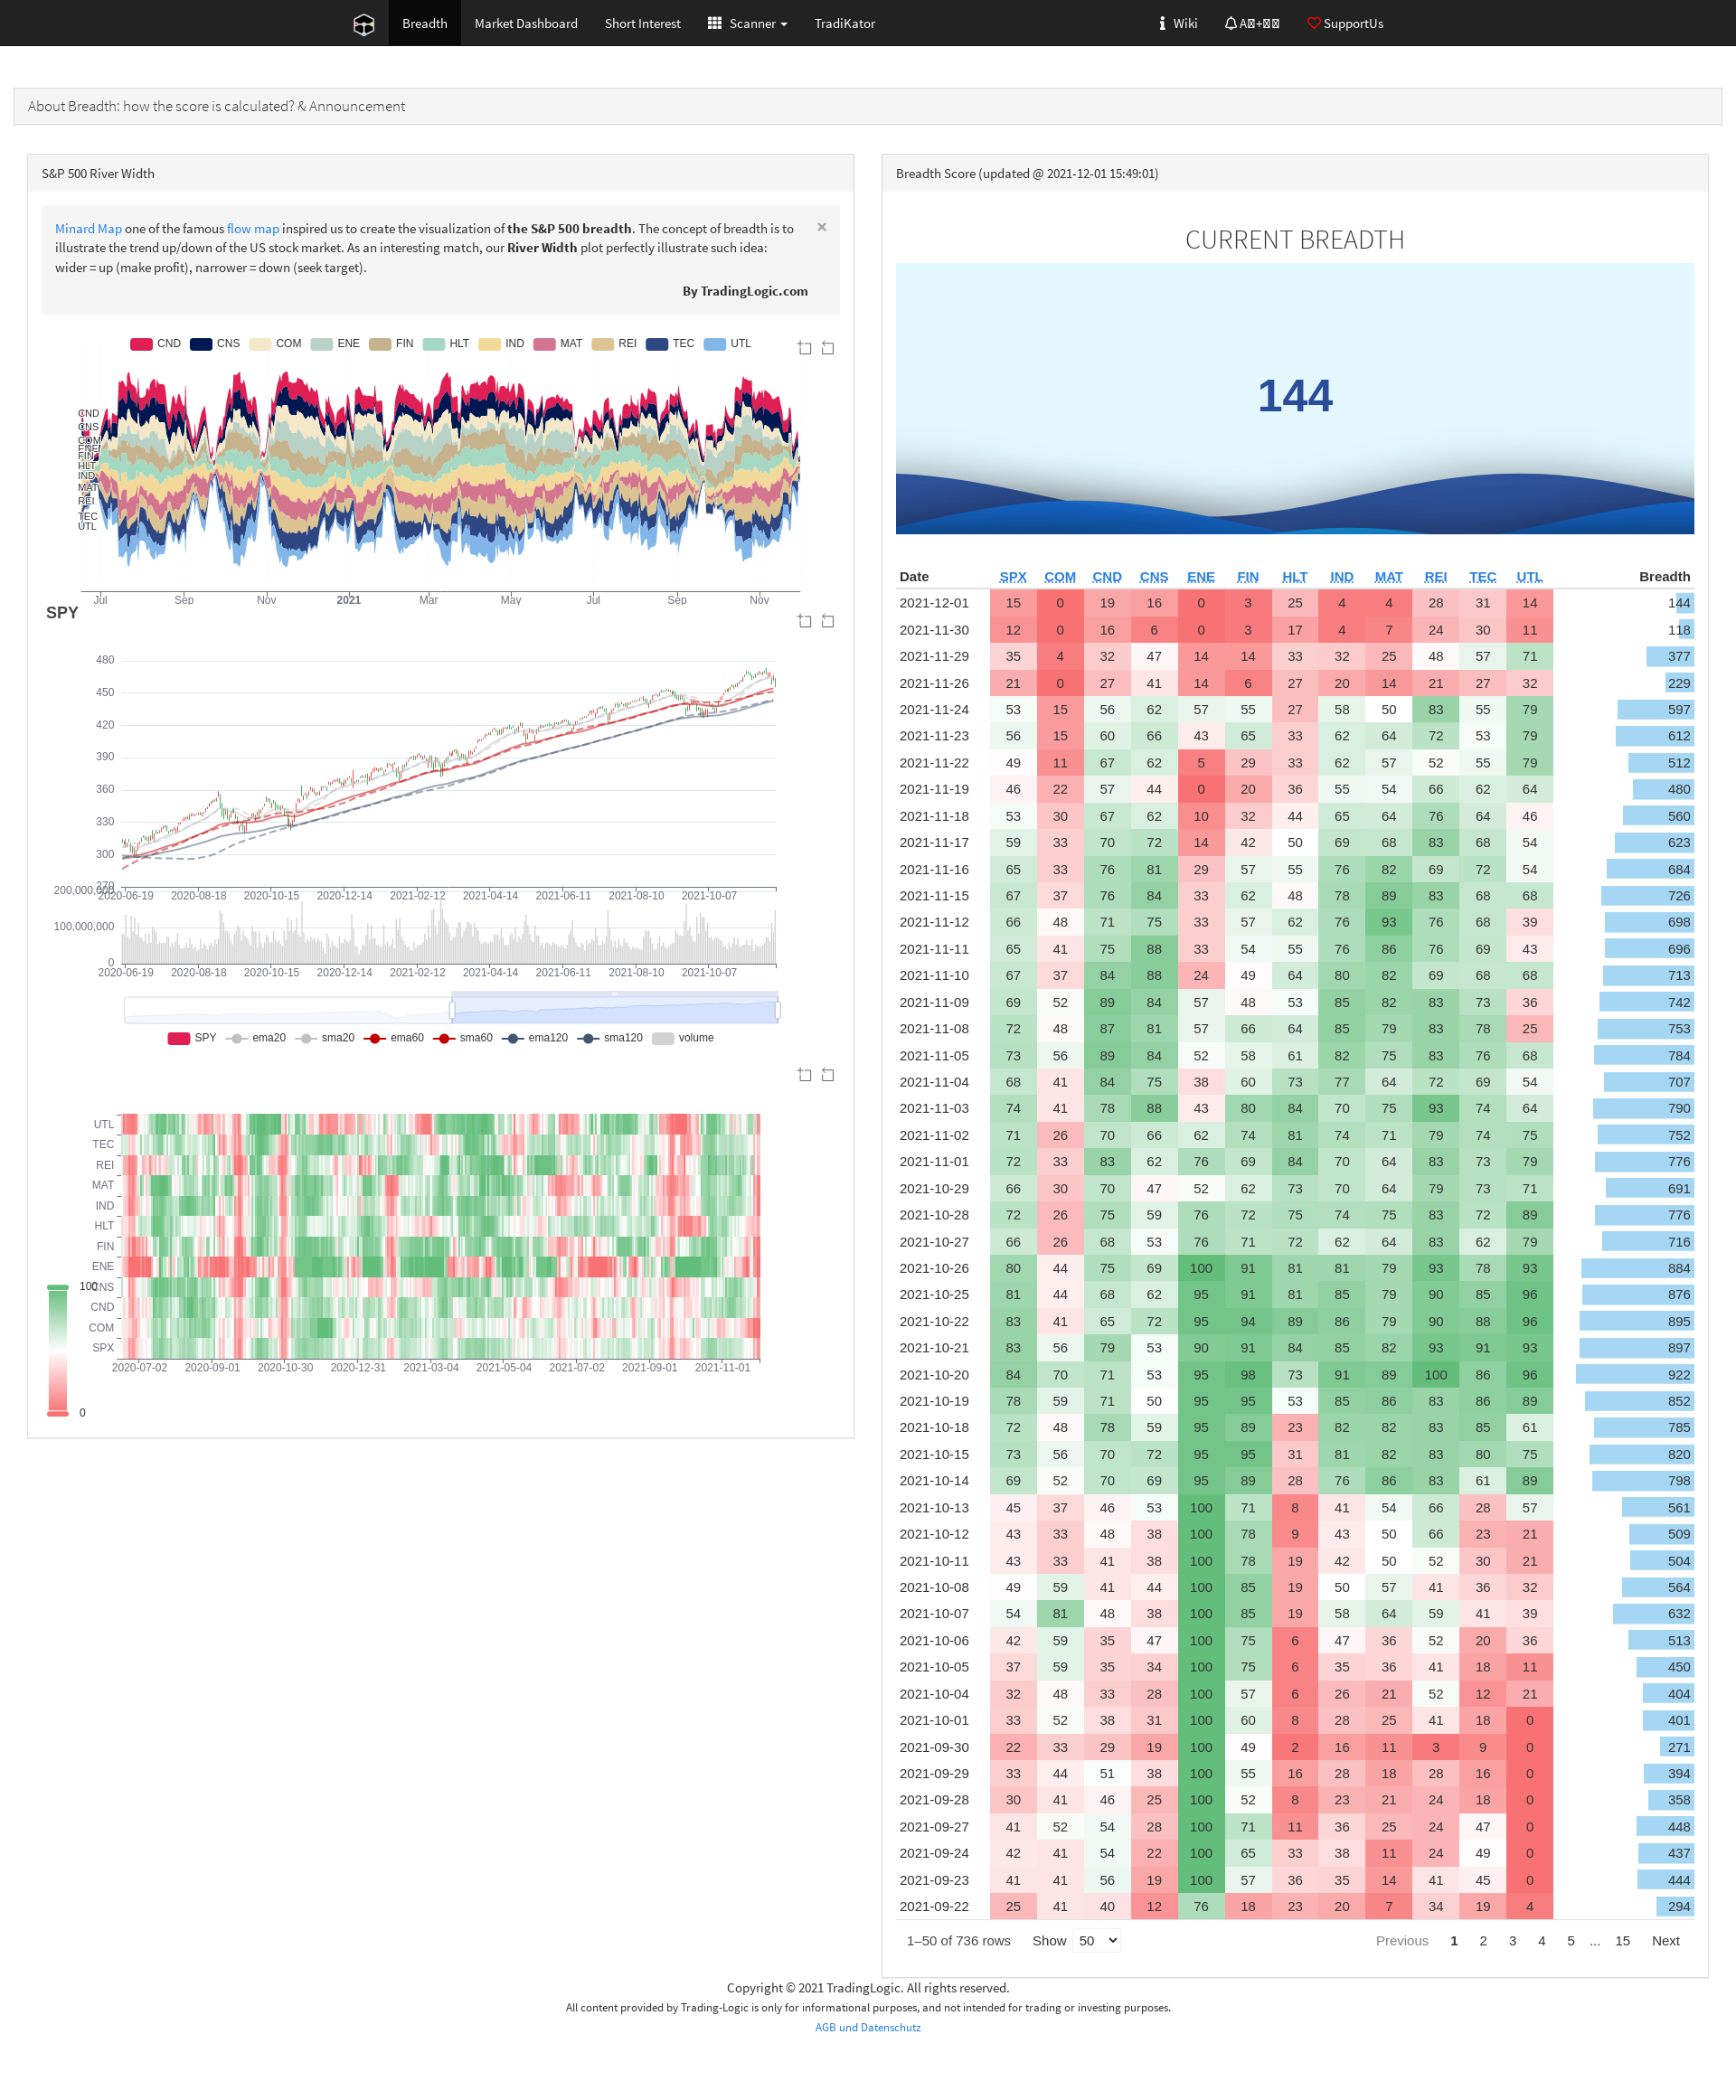 Breadth Market Dashboard Short Interest Scanner TradiKator Wiki SupportUs
About Breadth: how the score is calculated? & Announcement
S&P 500 River Width
Minard Map one of the famous flow map inspired us to create the visualization of the S&P 500 breadth. The concept of breadth is to
illustrate the trend up/down of the US stock market. As an interesting match, our River Width plot perfectly illustrate such idea:
wider = up (make profit), narrower = down (seek target).
×
By TradingLogic.com
CND CNS COM ENE FIN HLT IND MAT REI TEC UTL
CND
CNS
COM
ENE
FIN
HLT
IND
MAT
REI
TEC
UTL
Jul Sep Nov 2021 Mar May Jul Sep Nov
SPY
480
450
420
390
360
330
300
270
2020-06-19 2020-08-18 2020-10-15 2020-12-14 2021-02-12 2021-04-14 2021-06-11 2021-08-10 2021-10-07
200,000,000
100,000,000
0
2020-06-19 2020-08-18 2020-10-15 2020-12-14 2021-02-12 2021-04-14 2021-06-11 2021-08-10 2021-10-07
SPY ema20 sma20 ema60 sma60 ema120 sma120 volume
UTL
TEC
REI
MAT
IND
HLT
FIN
ENE
CNS
CND
COM
SPX
100
0
2020-07-02 2020-09-01 2020-10-30 2020-12-31 2021-03-04 2021-05-04 2021-07-02 2021-09-01 2021-11-01
Breadth Score (updated @ 2021-12-01 15:49:01)
CURRENT BREADTH
144
Date SPX COM CND CNS ENE FIN HLT IND MAT REI TEC UTL Breadth
2021-12-01 15 0 19 16 0 3 25 4 4 28 31 14 144
2021-11-30 12 0 16 6 0 3 17 4 7 24 30 11 118
2021-11-29 35 4 32 47 14 14 33 32 25 48 57 71 377
2021-11-26 21 0 27 41 14 6 27 20 14 21 27 32 229
2021-11-24 53 15 56 62 57 55 27 58 50 83 55 79 597
2021-11-23 56 15 60 66 43 65 33 62 64 72 53 79 612
2021-11-22 49 11 67 62 5 29 33 62 57 52 55 79 512
2021-11-19 46 22 57 44 0 20 36 55 54 66 62 64 480
2021-11-18 53 30 67 62 10 32 44 65 64 76 64 46 560
2021-11-17 59 33 70 72 14 42 50 69 68 83 68 54 623
2021-11-16 65 33 76 81 29 57 55 76 82 69 72 54 684
2021-11-15 67 37 76 84 33 62 48 78 89 83 68 68 726
2021-11-12 66 48 71 75 33 57 62 76 93 76 68 39 698
2021-11-11 65 41 75 88 33 54 55 76 86 76 69 43 696
2021-11-10 67 37 84 88 24 49 64 80 82 69 68 68 713
2021-11-09 69 52 89 84 57 48 53 85 82 83 73 36 742
2021-11-08 72 48 87 81 57 66 64 85 79 83 78 25 753
2021-11-05 73 56 89 84 52 58 61 82 75 83 76 68 784
2021-11-04 68 41 84 75 38 60 73 77 64 72 69 54 707
2021-11-03 74 41 78 88 43 80 84 70 75 93 74 64 790
2021-11-02 71 26 70 66 62 74 81 74 71 79 74 75 752
2021-11-01 72 33 83 62 76 69 84 70 64 83 73 79 776
2021-10-29 66 30 70 47 52 62 73 70 64 79 73 71 691
2021-10-28 72 26 75 59 76 72 75 74 75 83 72 89 776
2021-10-27 66 26 68 53 76 71 72 62 64 83 62 79 716
2021-10-26 80 44 75 69 100 91 81 81 79 93 78 93 884
2021-10-25 81 44 68 62 95 91 81 85 79 90 85 96 876
2021-10-22 83 41 65 72 95 94 89 86 79 90 88 96 895
2021-10-21 83 56 79 53 90 91 84 85 82 93 91 93 897
2021-10-20 84 70 71 53 95 98 73 91 89 100 86 96 922
2021-10-19 78 59 71 50 95 95 53 85 86 83 86 89 852
2021-10-18 72 48 78 59 95 89 23 82 82 83 85 61 785
2021-10-15 73 56 70 72 95 95 31 81 82 83 80 75 820
2021-10-14 69 52 70 69 95 89 28 76 86 83 61 89 798
2021-10-13 45 37 46 53 100 71 8 41 54 66 28 57 561
2021-10-12 43 33 48 38 100 78 9 43 50 66 23 21 509
2021-10-11 43 33 41 38 100 78 19 42 50 52 30 21 504
2021-10-08 49 59 41 44 100 85 19 50 57 41 36 32 564
2021-10-07 54 81 48 38 100 85 19 58 64 59 41 39 632
2021-10-06 42 59 35 47 100 75 6 47 36 52 20 36 513
2021-10-05 37 59 35 34 100 75 6 35 36 41 18 11 450
2021-10-04 32 48 33 28 100 57 6 26 21 52 12 21 404
2021-10-01 33 52 38 31 100 60 8 28 25 41 18 0 401
2021-09-30 22 33 29 19 100 49 2 16 11 3 9 0 271
2021-09-29 33 44 51 38 100 55 16 28 18 28 16 0 394
2021-09-28 30 41 46 25 100 52 8 23 21 24 18 0 358
2021-09-27 41 52 54 28 100 71 11 36 25 24 47 0 448
2021-09-24 42 41 54 22 100 65 33 38 11 24 49 0 437
2021-09-23 41 41 56 19 100 57 36 35 14 41 45 0 444
2021-09-22 25 41 40 12 76 18 23 20 7 34 19 4 294
1–50 of 736 rows Show 50 Previous 1 2 3 4 5 ... 15 Next
Copyright © 2021 TradingLogic. All rights reserved.
All content provided by Trading-Logic is only for informational purposes, and not intended for trading or investing purposes.
AGB und Datenschutz